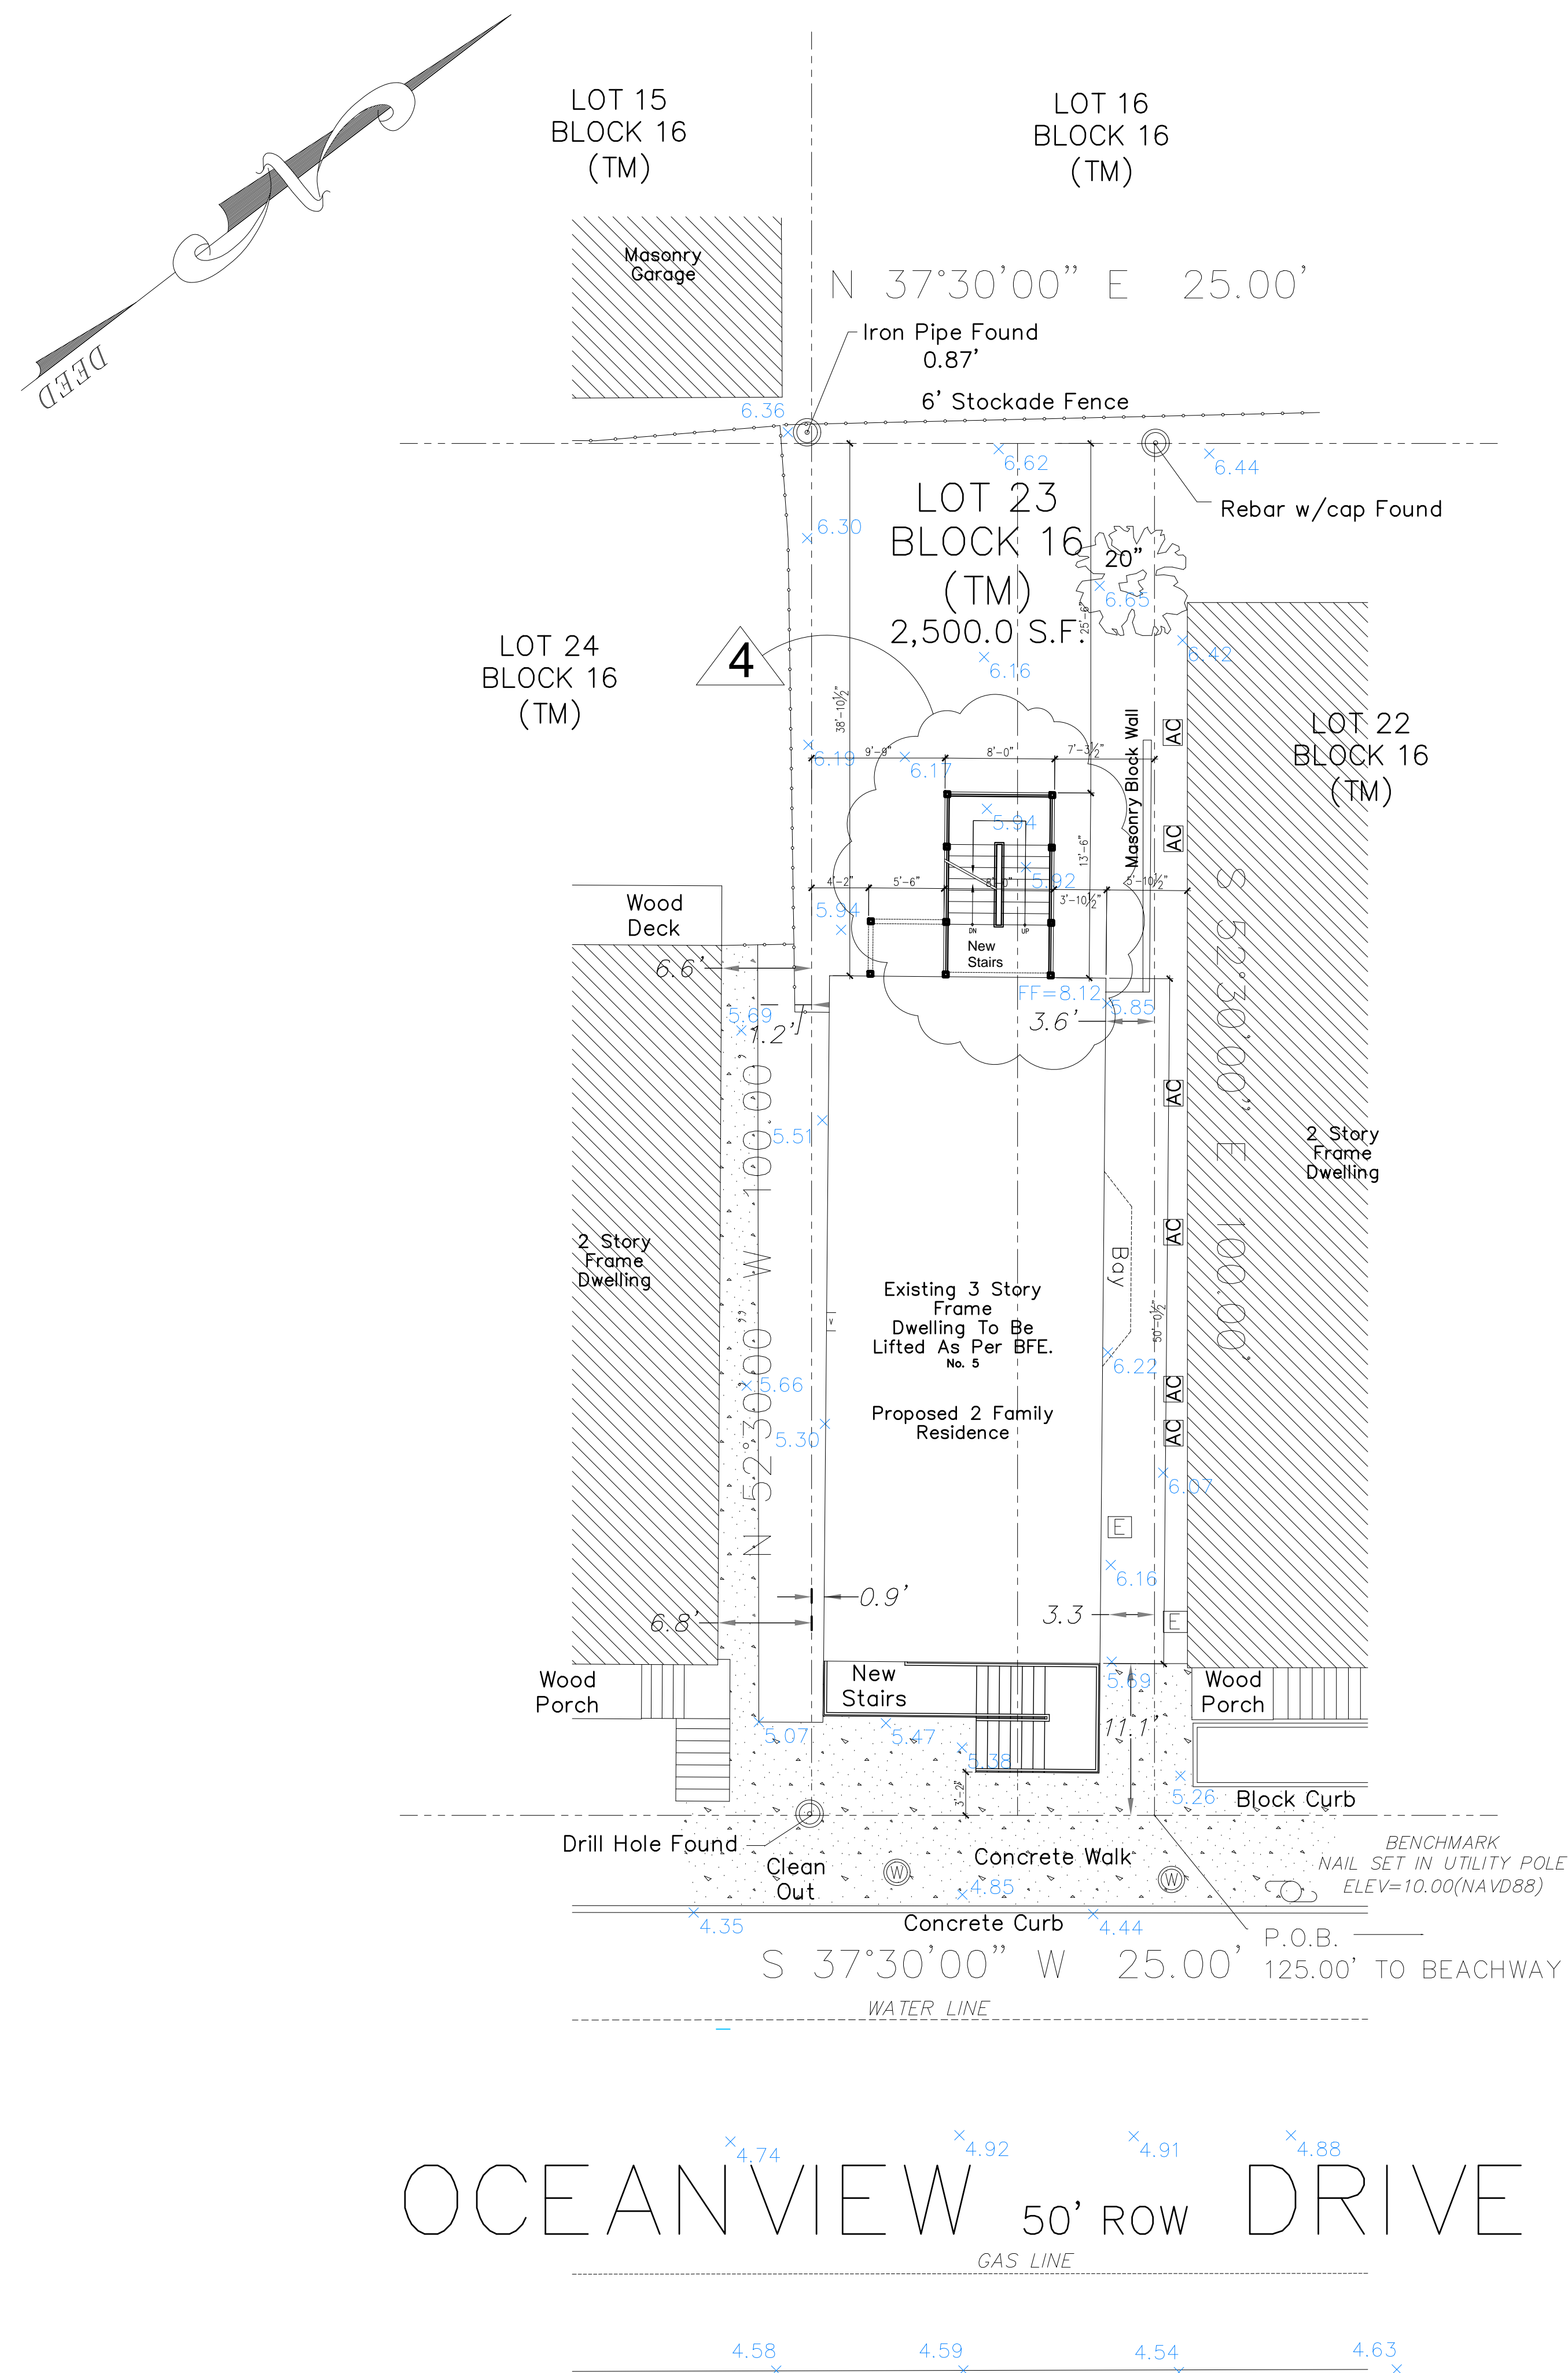 DEED
LOT 15
BLOCK 16
(TM)
LOT 16
BLOCK 16
(TM)
Masonry
Garage
N 37°30'00" E 25.00'
Iron Pipe Found
0.87'
6' Stockade Fence
6.36
6.62
6.44
LOT 23
BLOCK 16
(TM)
2,500.0 S.F.
Rebar w/cap Found
6.30
20"
6.65
25'-6"
LOT 24
BLOCK 16
(TM)
4
6.16
6.42
38'-10½"
LOT 22
BLOCK 16
(TM)
Masonry Block Wall
AC
9'-9"
8'-0"
7'-3½"
6.19
6.17
5.94
AC
13'-6"
5.92
4'-2"
5'-6"
8'-0"
5'-10½"
3'-10½"
Wood
Deck
5.94
DN
UP
New
Stairs
6.6'
FF=8.12
5.85
5.69
1.2'
3.6'
S 52°30'00" E 100.00'
N 52°30'00" W 100.00'
AC
5.51
2 Story
Frame
Dwelling
2 Story
Frame
Dwelling
AC
Bay
Existing 3 Story
Frame
Dwelling To Be
Lifted As Per BFE.
No. 5
V
50'-0½"
6.22
5.66
AC
Proposed 2 Family
Residence
5.30
AC
6.07
E
6.16
0.9'
6.8'
3.3
E
Wood
Porch
New
Stairs
5.69
Wood
Porch
5.07
5.47
11.1'
5.38
3'-2"
5.26
Block Curb
Drill Hole Found
Clean
Out
W
Concrete Walk
W
BENCHMARK
NAIL SET IN UTILITY POLE
ELEV=10.00(NAVD88)
4.85
4.35
Concrete Curb
4.44
P.O.B.
S 37°30'00" W 25.00'
125.00' TO BEACHWAY
WATER LINE
4.74
4.92
4.91
4.88
OCEANVIEW 50' ROW DRIVE
GAS LINE
4.58
4.59
4.54
4.63